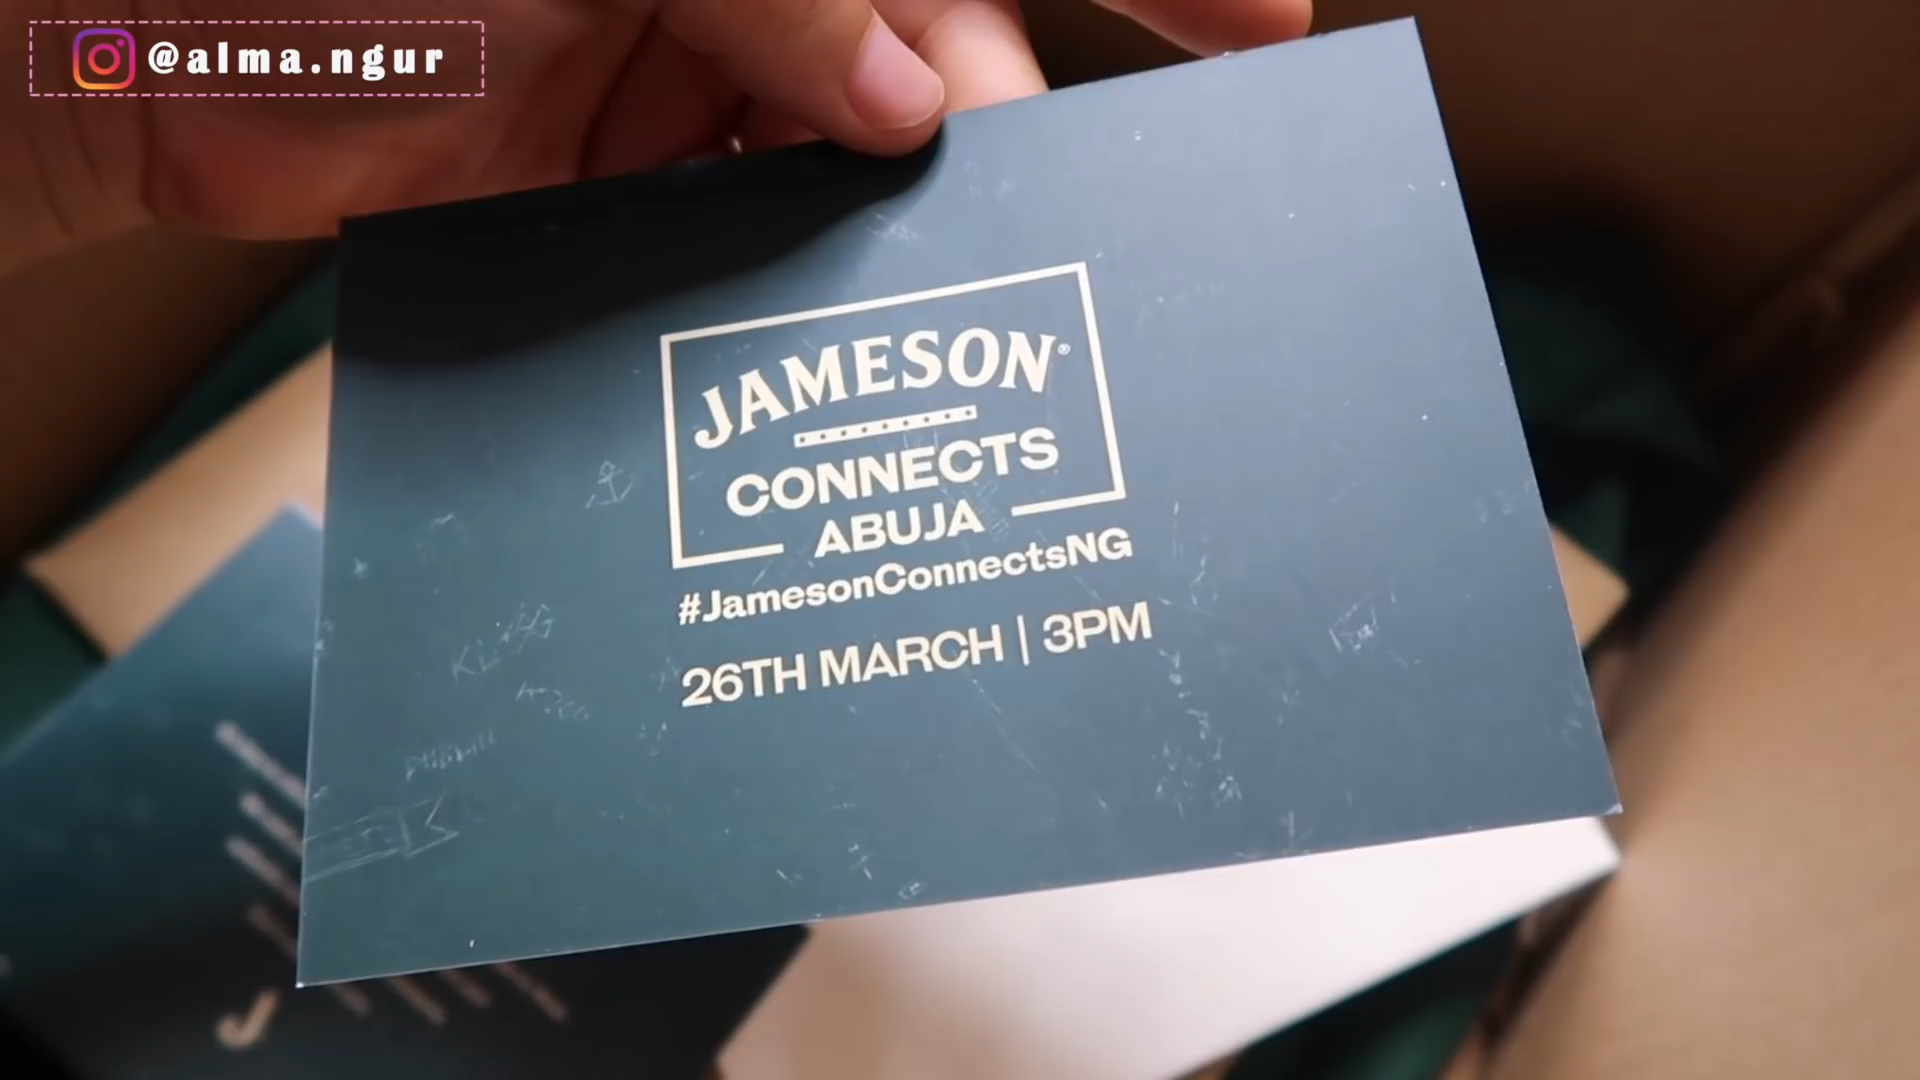 @alma.ngur
JAMESON®
CONNECTS
ABUJA
#JamesonConnectsNG
26TH MARCH | 3PM